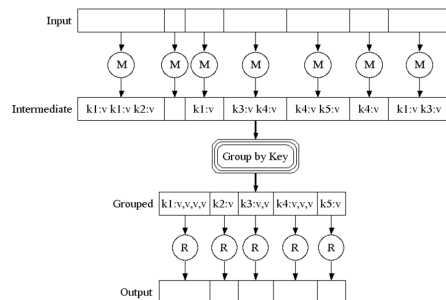 Input
M M M M M M M
Intermediate k1:v k1:v k2:v k1:v k3:v k4:v k4:v k5:v k4:v k1:v k3:v
Group by Key
Grouped k1:v,v,v,v k2:v k3:v,v k4:v,v,v k5:v
R R R R R
Output